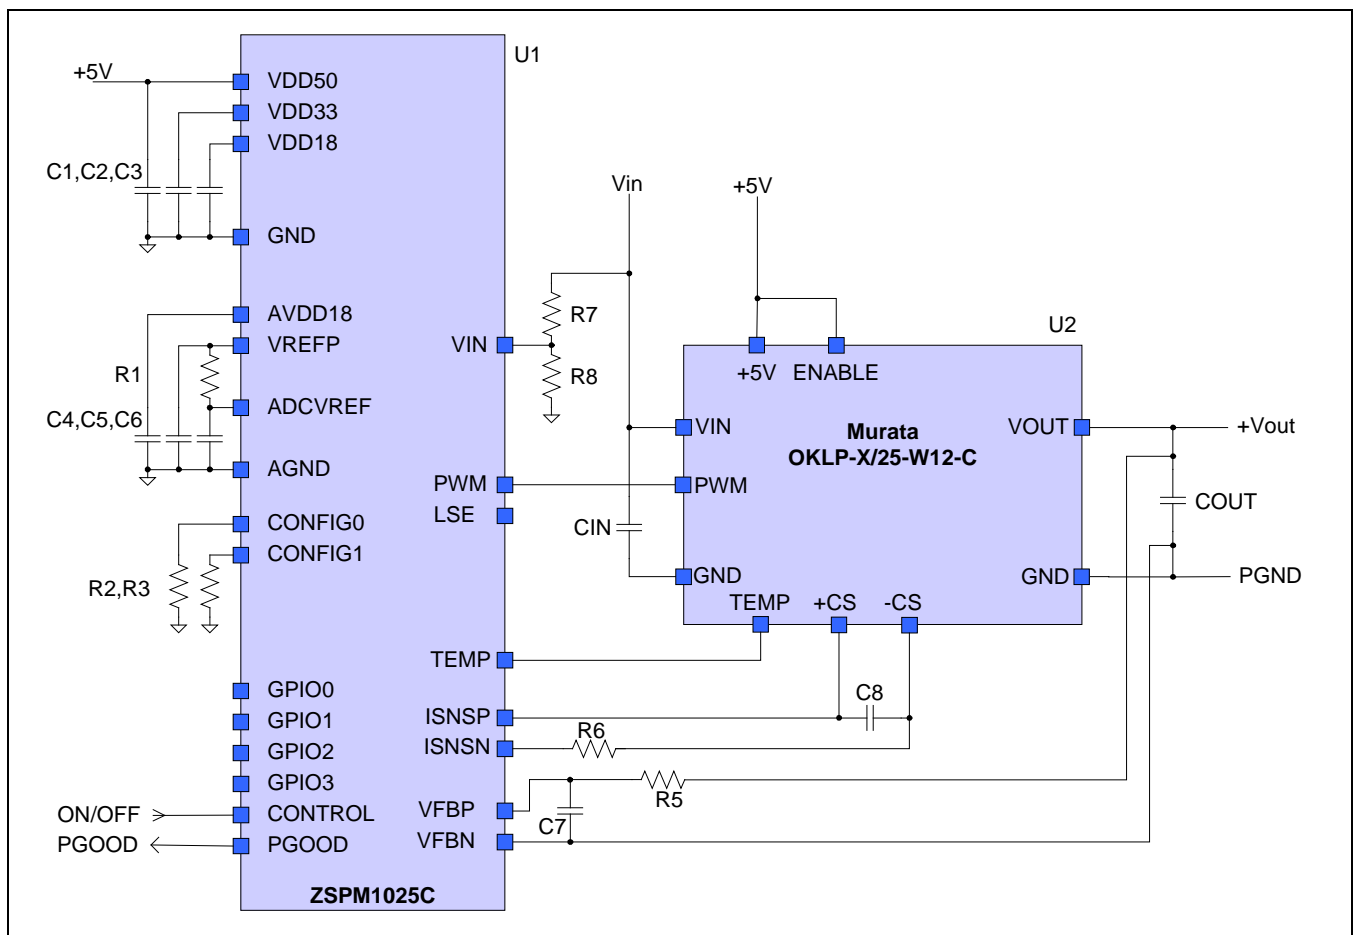 U1
+5V
VDD50
VDD33
VDD18
C1,C2,C3
GND
AVDD18
VREFP
R1
ADCVREF
C4,C5,C6
AGND
CONFIG0
CONFIG1
R2,R3
GPIO0
GPIO1
GPIO2
GPIO3
ON/OFF
CONTROL
PGOOD
PGOOD
VIN
PWM
LSE
TEMP
ISNSP
ISNSN
VFBP
VFBN
ZSPM1025C
Vin
R7
R8
CIN
+5V
U2
+5V
ENABLE
VIN
Murata
OKLP-X/25-W12-C
VOUT
+Vout
PWM
COUT
GND
GND
PGND
TEMP
+CS
-CS
C8
R6
R5
C7